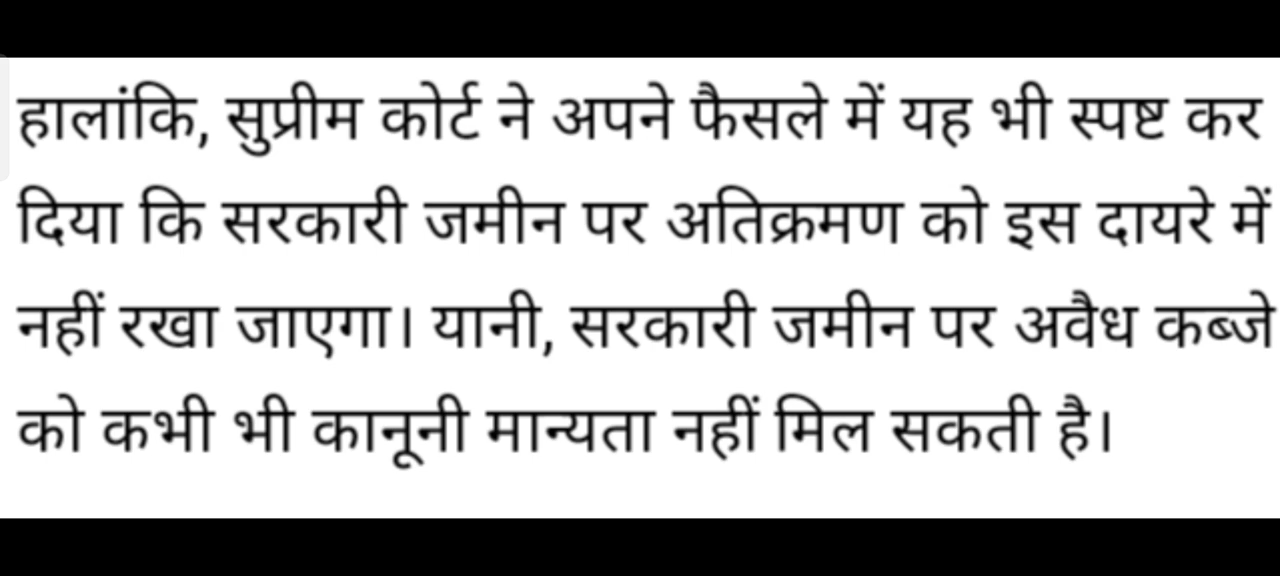 हालांकि, सुप्रीम कोर्ट ने अपने फैसले में यह भी स्पष्ट कर
दिया कि सरकारी जमीन पर अतिक्रमण को इस दायरे में
नहीं रखा जाएगा। यानी, सरकारी जमीन पर अवैध कब्जे
को कभी भी कानूनी मान्यता नहीं मिल सकती है।